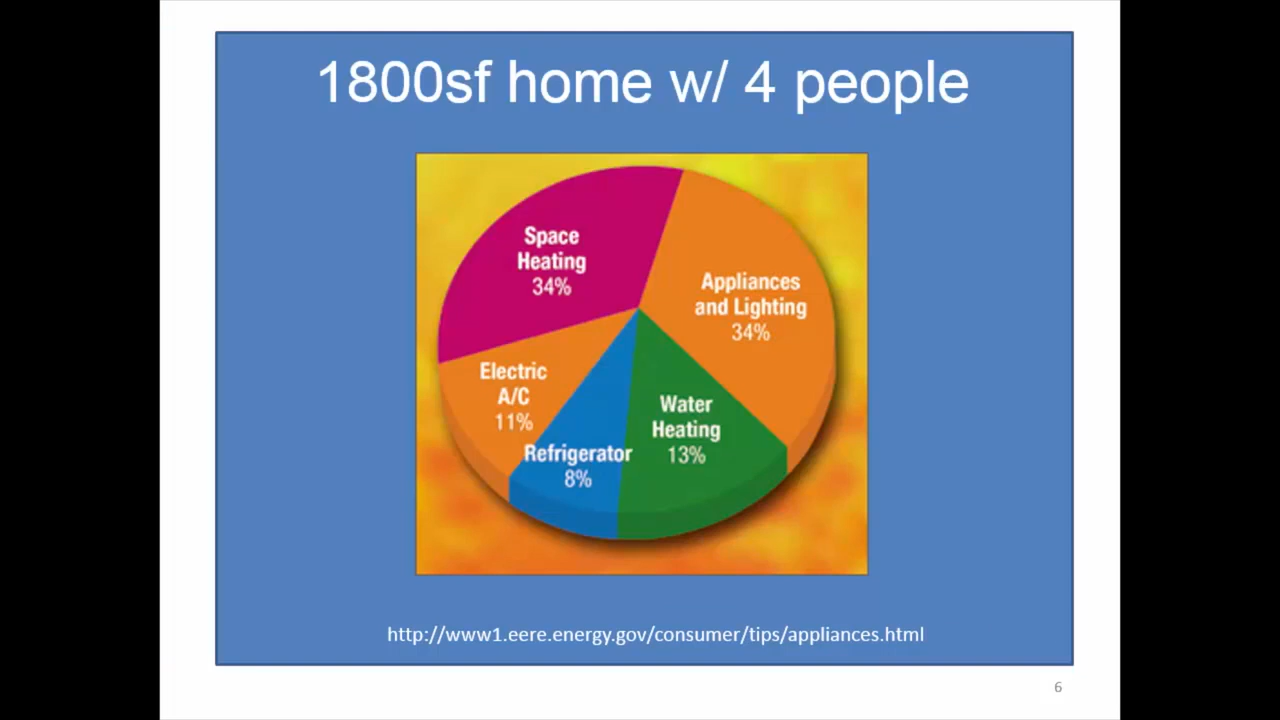 1800sf home w/ 4 people
Space
Heating
34%
Appliances
and Lighting
34%
Electric
A/C
11%
Water
Heating
13%
Refrigerator
8%
http://www1.eere.energy.gov/consumer/tips/appliances.html
6